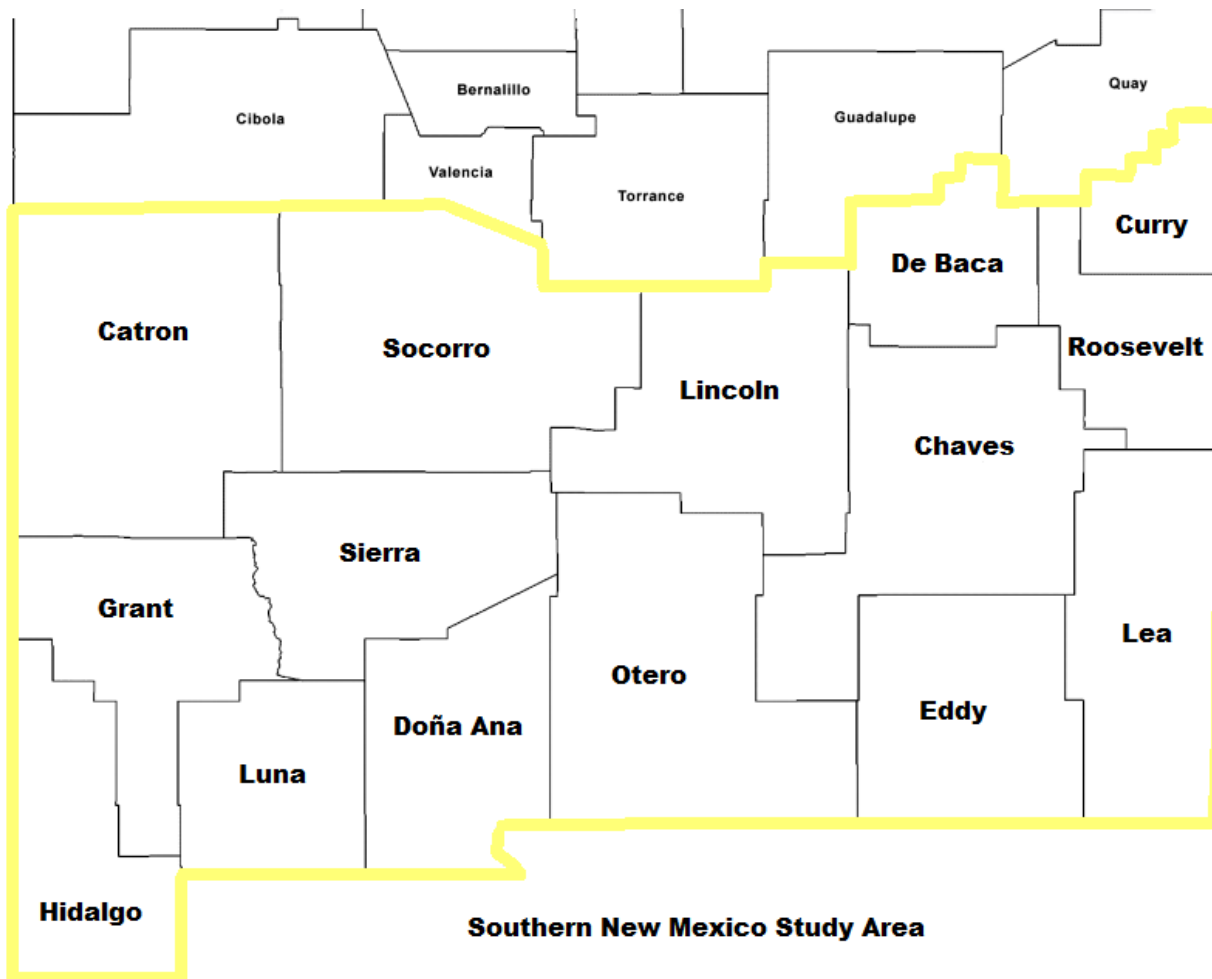 Bernalillo
Quay
Cibola
Guadalupe
Valencia
Torrance
Curry
De Baca
Catron
Socorro
Roosevelt
Lincoln
Chaves
Sierra
Grant
Lea
Otero
Eddy
Doña Ana
Luna
Hidalgo
Southern New Mexico Study Area